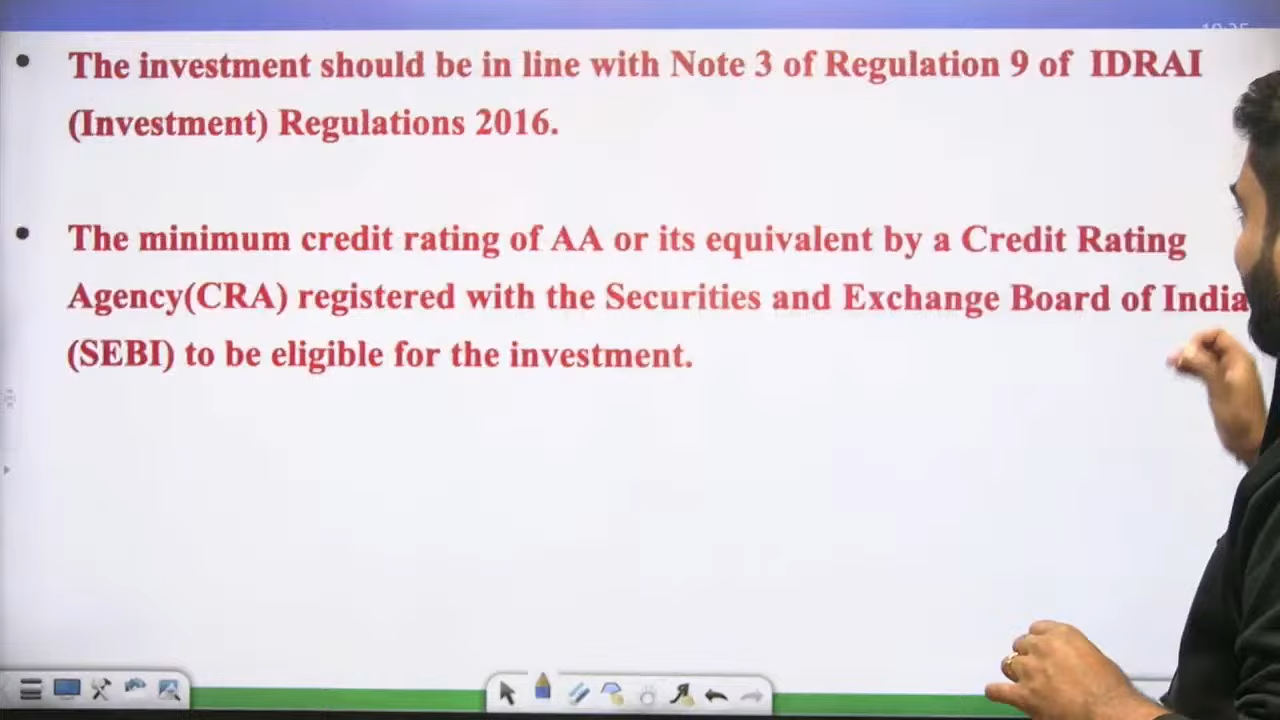 The investment should be in line with Note 3 of Regulation 9 of IDRAI
(Investment) Regulations 2016.
The minimum credit rating of AA or its equivalent by a Credit Rating
Agency(CRA) registered with the Securities and Exchange Board of India
(SEBI) to be eligible for the investment.